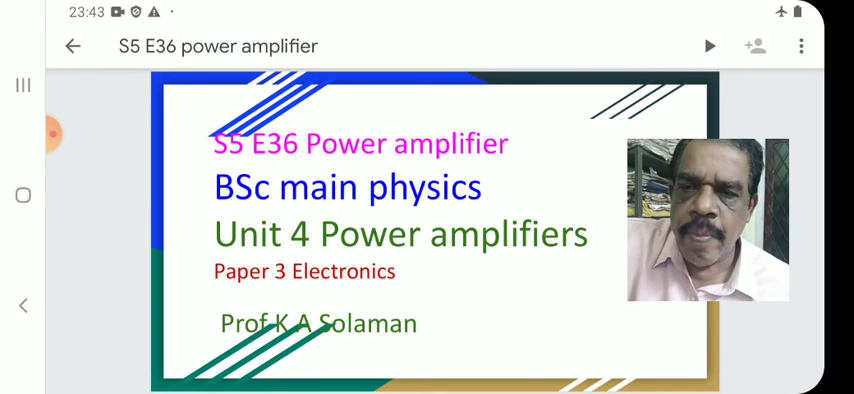 23:43
S5 E36 power amplifier
S5 E36 Power amplifier
BSc main physics
Unit 4 Power amplifiers
Paper 3 Electronics
Prof K A Solaman